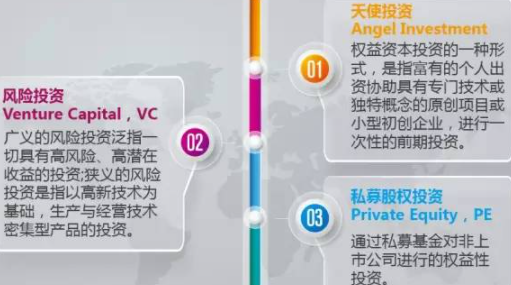 天使投资
Angel Investment
权益资本投资的一种形
式，是指富有的个人出
资协助具有专门技术或
独特概念的原创项目或
小型初创企业，进行一
次性的前期投资。
01
风险投资
Venture Capital，VC
广义的风险投资泛指一
切具有高风险、高潜在
收益的投资;狭义的风险
投资是指以高新技术为
基础，生产与经营技术
密集型产品的投资。
02
私募股权投资
Private Equity，PE
通过私募基金对非上
市公司进行的权益性
投资。
03